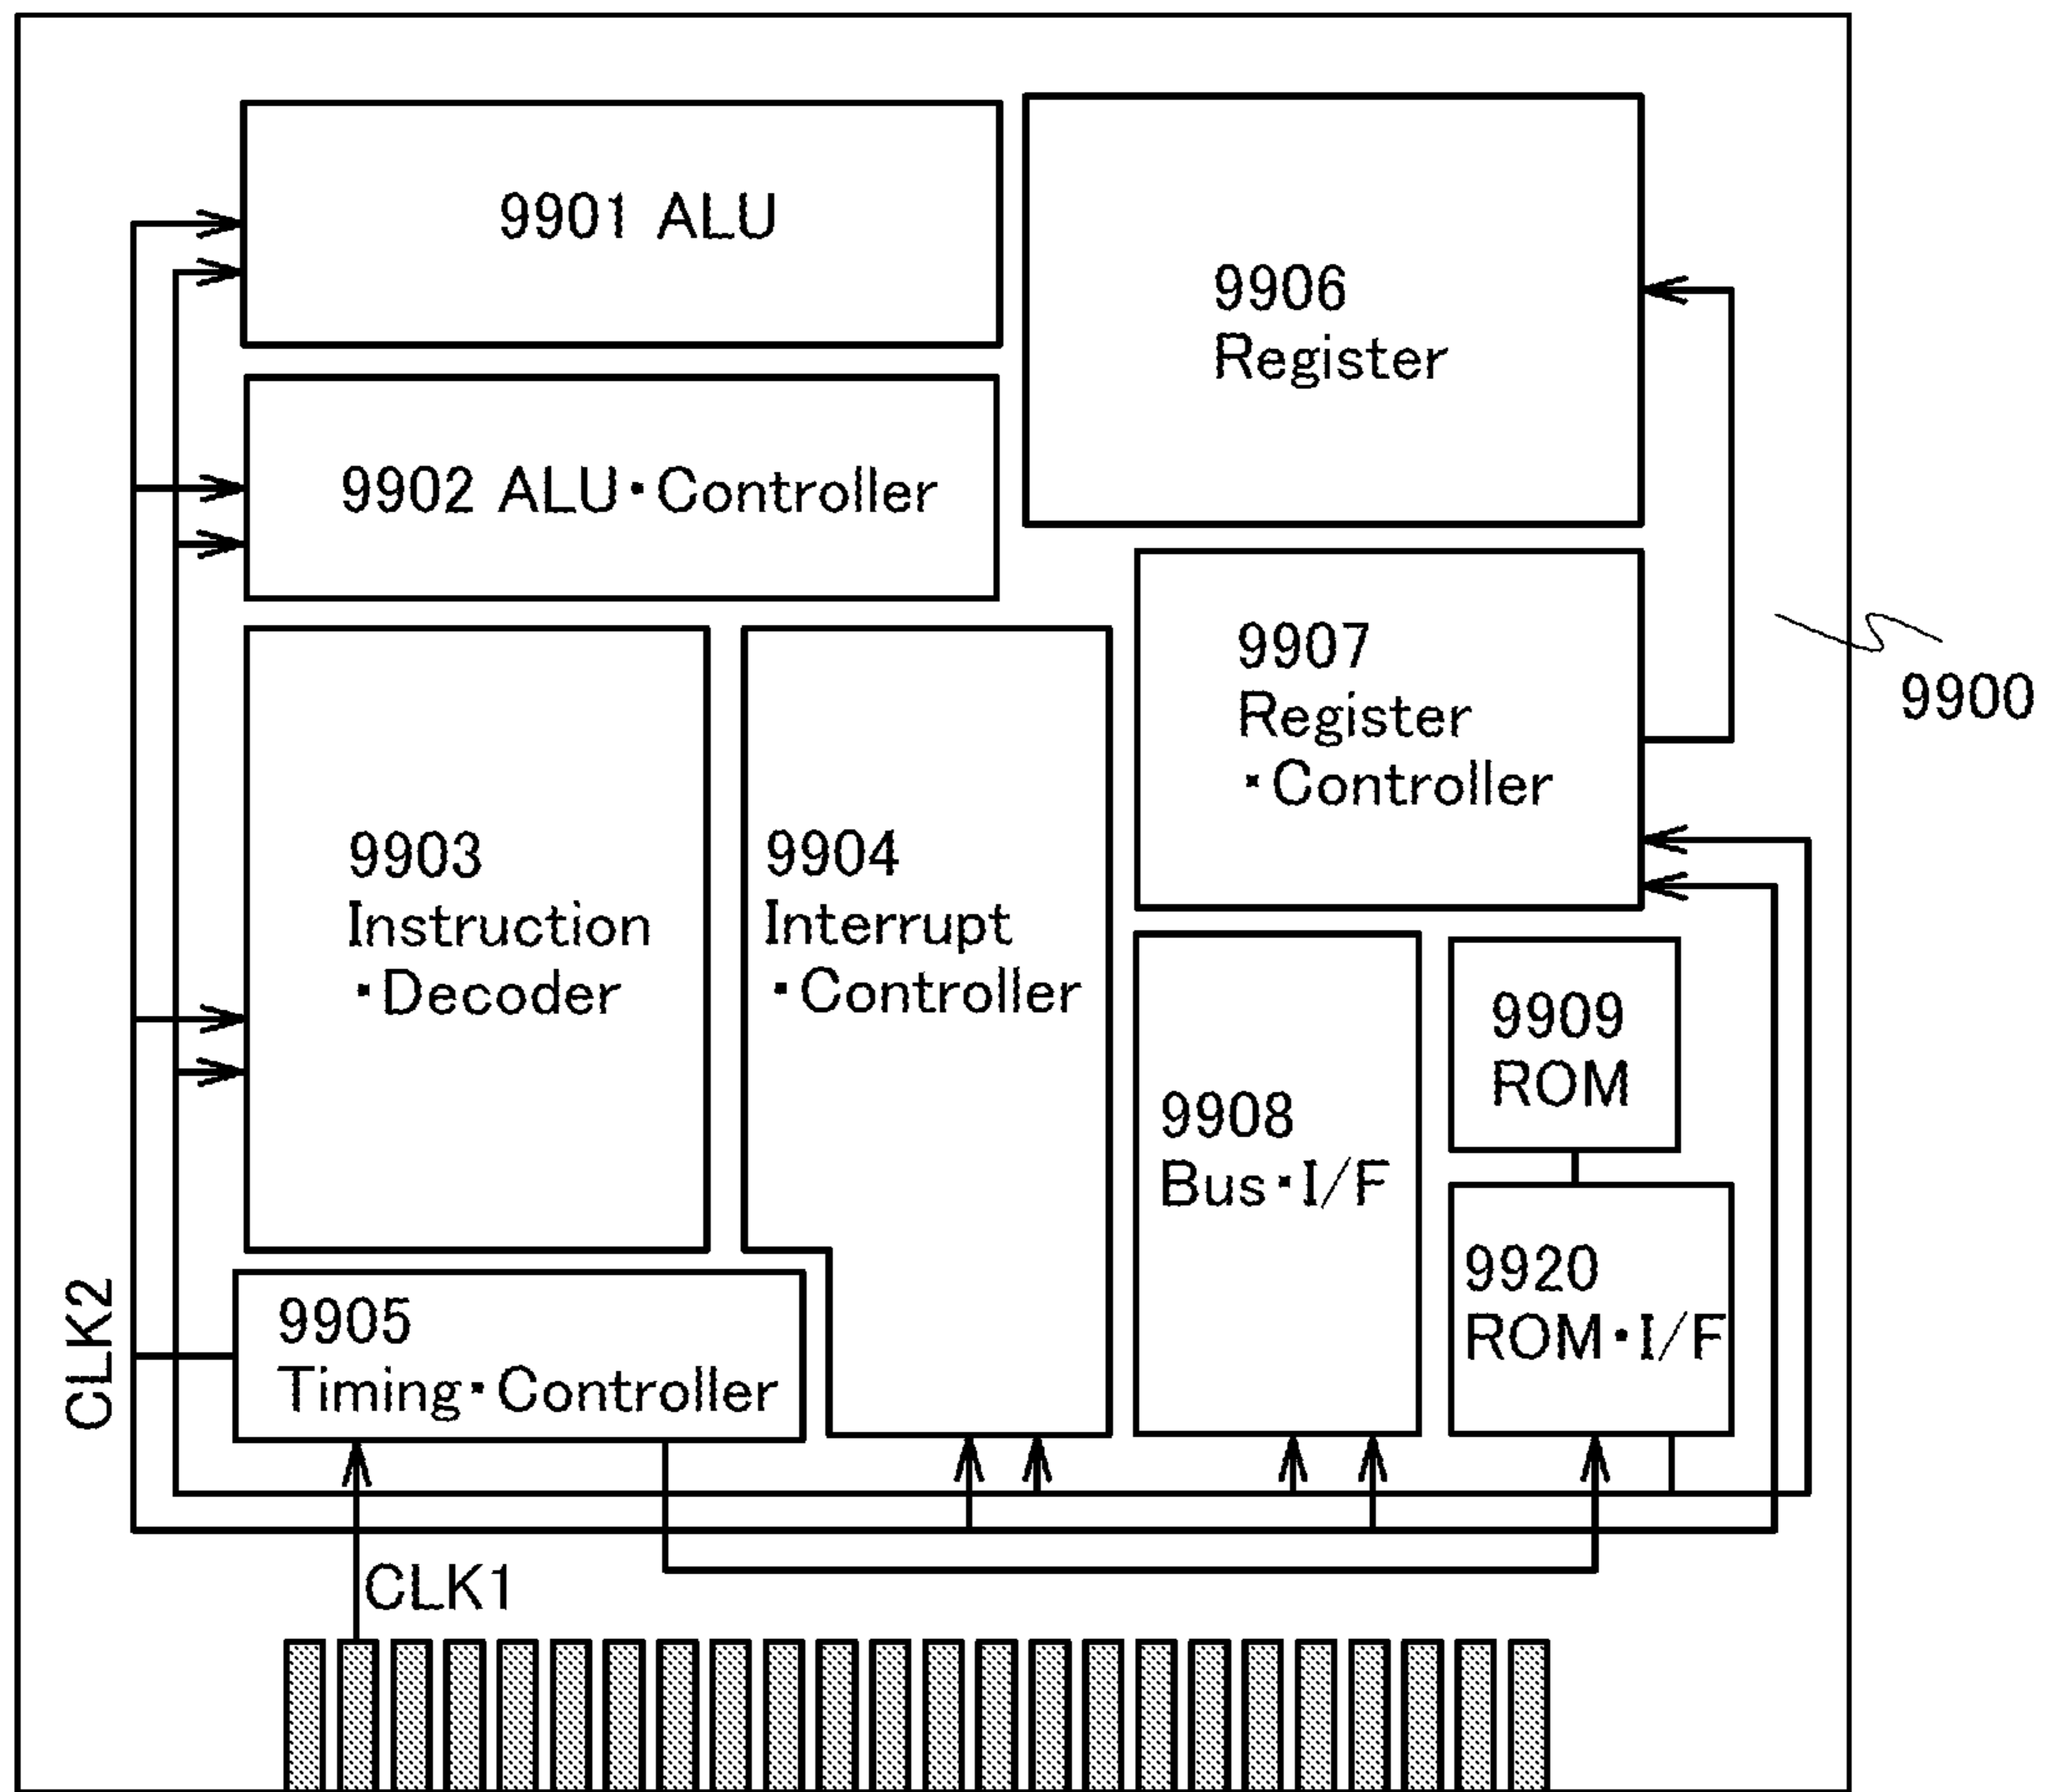 9901 ALU
9906
Register
9902 ALU・Controller
9907
Register
・Controller
9900
9903
Instruction
・Decoder
9904
Interrupt
・Controller
9909
ROM
9908
Bus・I/F
9920
ROM・I/F
9905
Timing・Controller
CLK2
CLK1